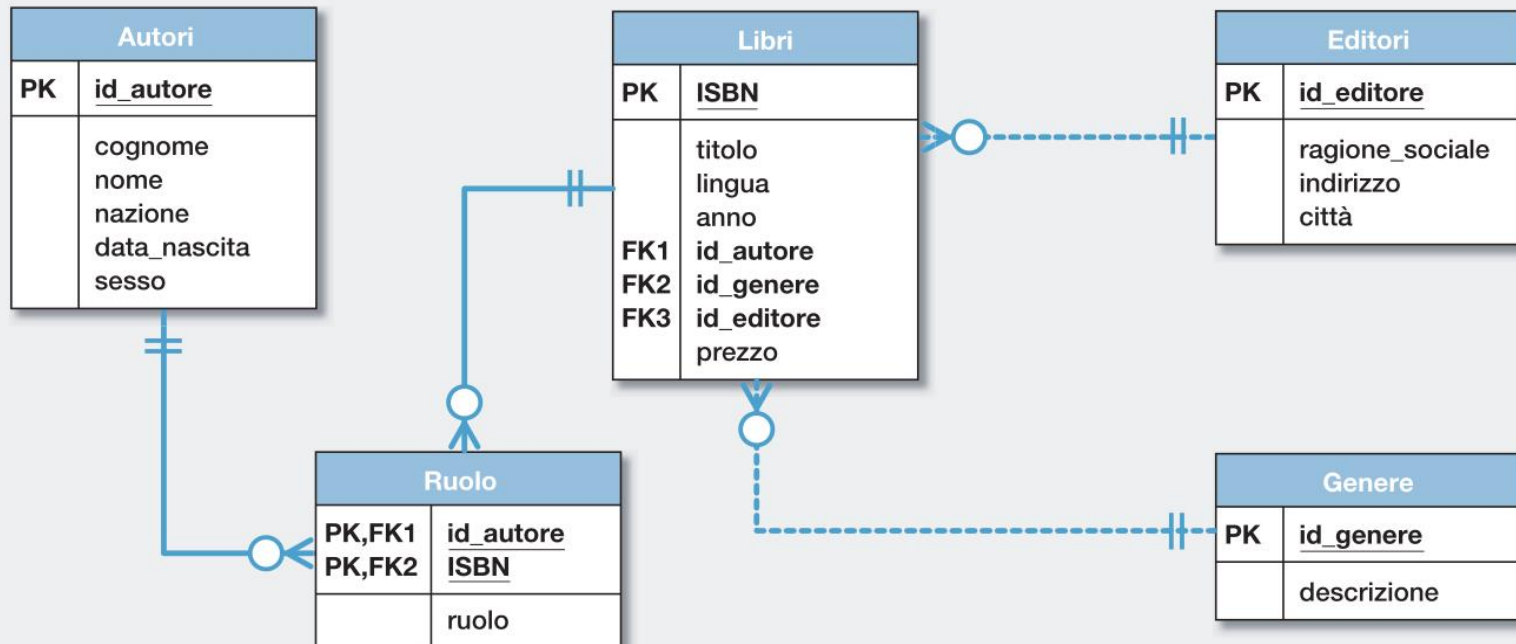 Autori
PK id_autore
cognome
nome
nazione
data_nascita
sesso
Libri
PK ISBN
titolo
lingua
anno
FK1 id_autore
FK2 id_genere
FK3 id_editore
prezzo
Editori
PK id_editore
ragione_sociale
indirizzo
città
Ruolo
PK,FK1 id_autore
PK,FK2 ISBN
ruolo
Genere
PK id_genere
descrizione